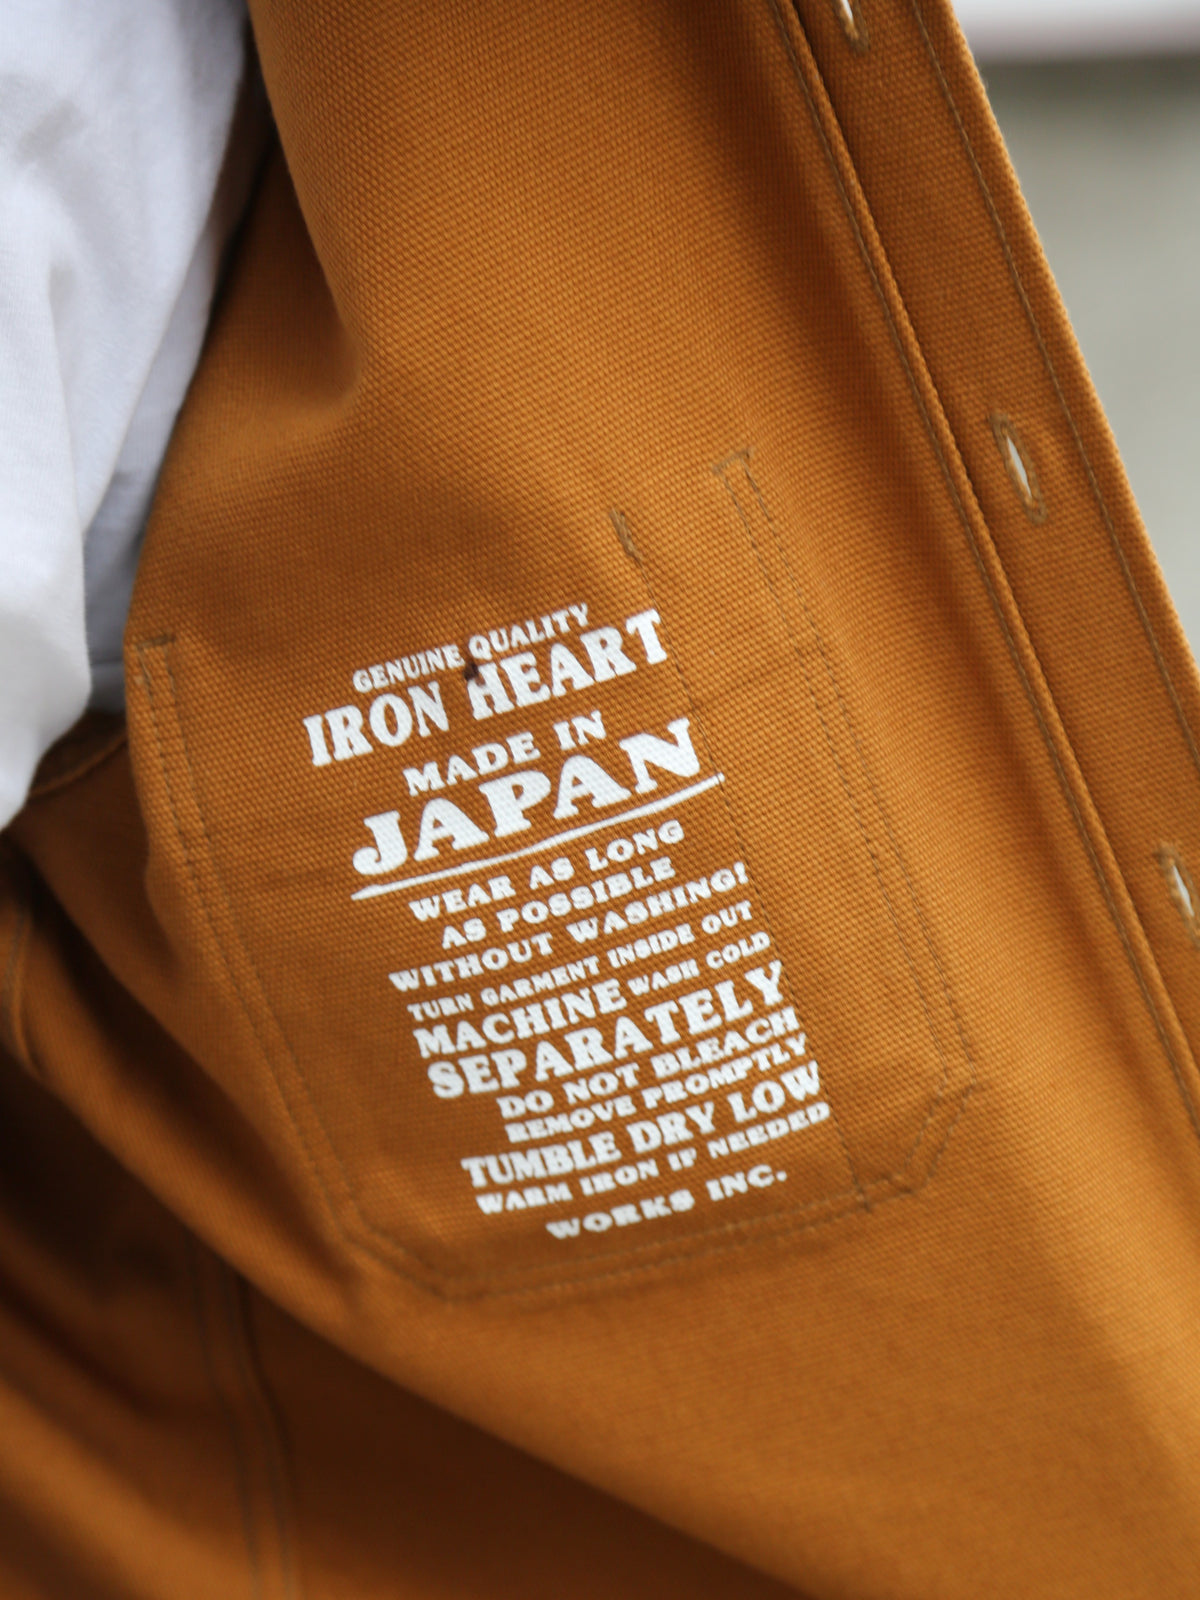 GENUINE QUALITY
IRON HEART
MADE IN
JAPAN
WEAR AS LONG
AS POSSIBLE
WITHOUT WASHING!
TURN GARMENT INSIDE OUT
MACHINE WASH COLD
SEPARATELY
DO NOT BLEACH
REMOVE PROMPTLY
TUMBLE DRY LOW
WARM IRON IF NEEDED
WORKS INC.